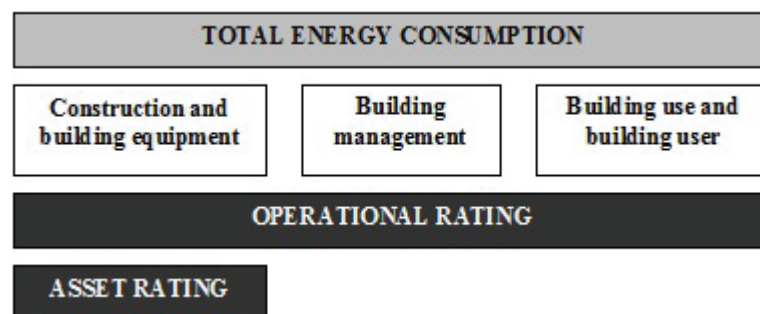 TOTAL ENERGY CONSUMPTION
Construction and
building equipment
Building
management
Building use and
building user
OPERATIONAL RATING
ASSET RATING